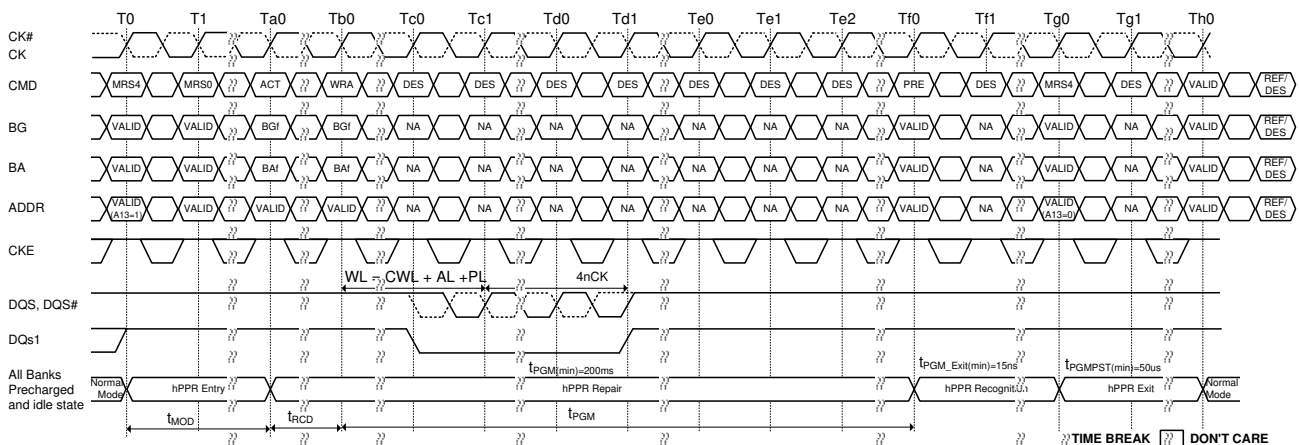 T0 T1 Ta0 Tb0 Tc0 Tc1 Td0 Td1 Te0 Te1 Te2 Tf0 Tf1 Tg0 Tg1 Th0
CK#
CK
CMD MRS4 MRS0 ACT WRA DES DES DES DES DES DES DES PRE DES MRS4 DES VALID REF/DES
BG VALID VALID BGf BGf NA NA NA NA NA NA NA VALID NA VALID NA VALID REF/DES
BA VALID VALID BAf BAf NA NA NA NA NA NA NA VALID NA VALID NA VALID REF/DES
ADDR VALID (A13=1) VALID VALID VALID NA NA NA NA NA NA NA VALID NA VALID (A13=0) NA VALID REF/DES
CKE
WL = CWL + AL +PL 4nCK
DQS, DQS#
DQs1
tPGM(min)=200ms tPGM_Exit(min)=15ns tPGMPST(min)=50us
All Banks
Precharged
and idle state
Normal Mode hPPR Entry hPPR Repair hPPR Recognition hPPR Exit Normal Mode
tMOD tRCD tPGM
TIME BREAK DON'T CARE